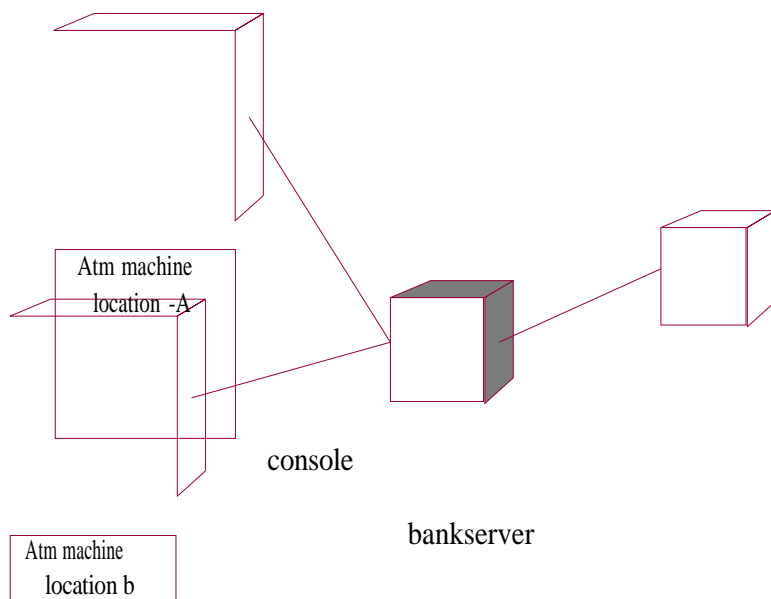 Atm machine
location -A
console
bankserver
Atm machine
location b